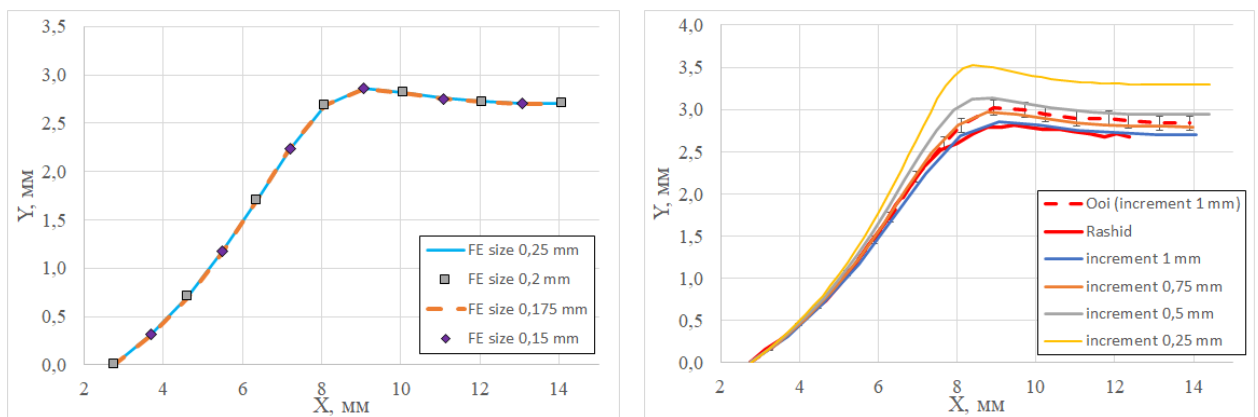 3,5
3,0
2,5
2,0
1,5
1,0
0,5
0,0
Y, мм
2 4 6 8 10 12 14
X, мм
FE size 0,25 mm
FE size 0,2 mm
FE size 0,175 mm
FE size 0,15 mm
4,0
3,5
3,0
2,5
2,0
1,5
1,0
0,5
0,0
Y, мм
2 4 6 8 10 12 14
X, мм
Ooi (increment 1 mm)
Rashid
increment 1 mm
increment 0,75 mm
increment 0,5 mm
increment 0,25 mm